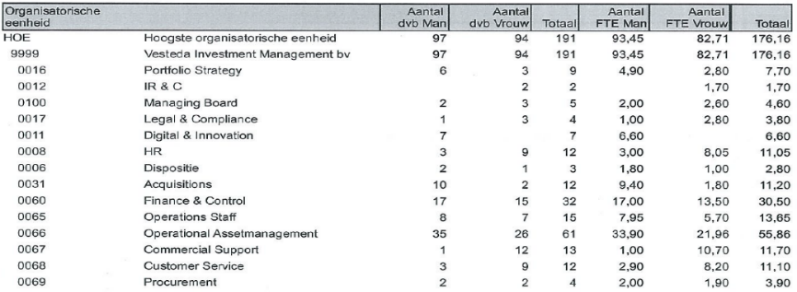 Organisatorische Aantal Aantal Aantal Aantal
eenheid dvb Man dvb Vrouw Totaal FTE Man FTE Vrouw Totaal
HOE Hoogste organisatorische eenheid 97 94 191 93,45 82,71 176,16
9999 Vesteda Investment Management bv 97 94 191 93,45 82,71 176,16
0016 Portfolio Strategy 6 3 9 4,90 2,80 7,70
0012 IR & C 2 2 1,70 1,70
0100 Managing Board 2 3 5 2,00 2,60 4,60
0017 Legal & Compliance 1 3 4 1,00 2,80 3,80
0011 Digital & Innovation 7 7 6,60 6,60
0008 HR 3 9 12 3,00 8,05 11,05
0006 Dispositie 2 1 3 1,80 1,00 2,80
0031 Acquisitions 10 2 12 9,40 1,80 11,20
0060 Finance & Control 17 15 32 17,00 13,50 30,50
0065 Operations Staff 8 7 15 7,95 5,70 13,65
0066 Operational Assetmanagement 35 26 61 33,90 21,96 55,86
0067 Commercial Support 1 12 13 1,00 10,70 11,70
0068 Customer Service 3 9 12 2,90 8,20 11,10
0069 Procurement 2 2 4 2,00 1,90 3,90